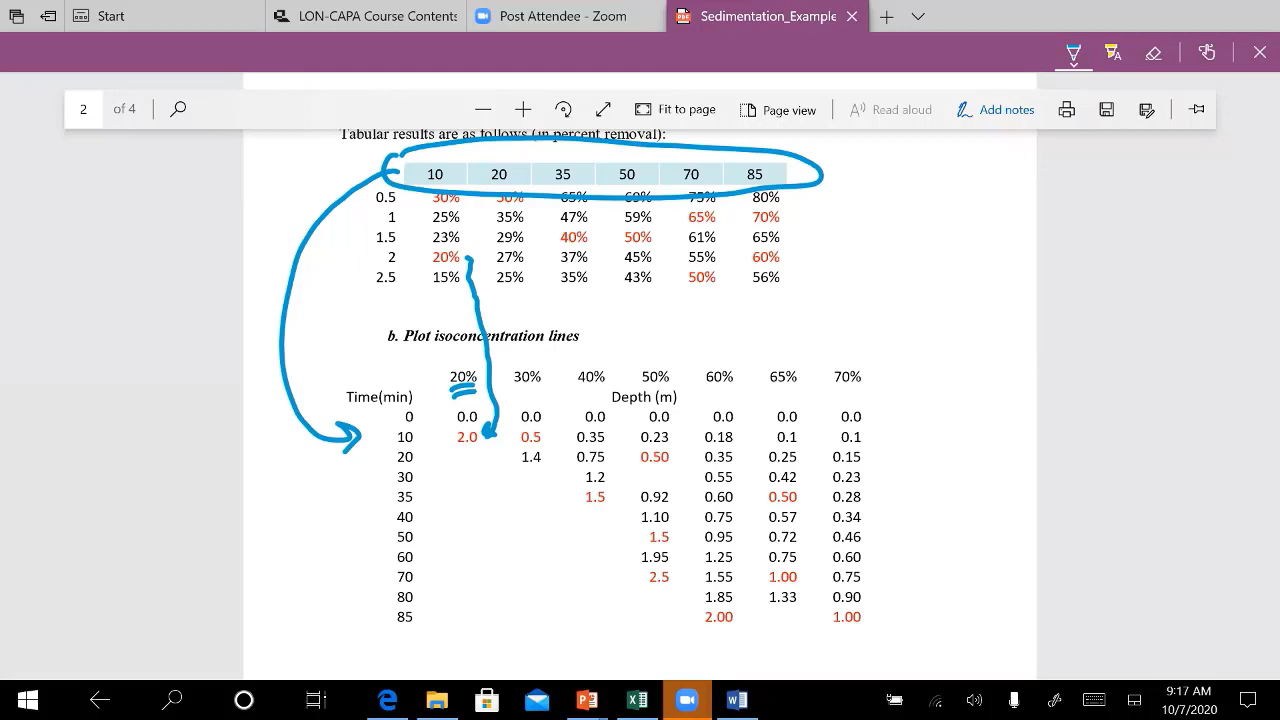 Start LON-CAPA Course Contents Post Attendee - Zoom Sedimentation_Example
2 of 4 Fit to page Page view Read aloud Add notes
Tabular results are as follows (in percent removal):
10 20 35 50 70 85
0.5 30% 50% 65% 69% 75% 80%
1 25% 35% 47% 59% 65% 70%
1.5 23% 29% 40% 50% 61% 65%
2 20% 27% 37% 45% 55% 60%
2.5 15% 25% 35% 43% 50% 56%
b. Plot isoconcentration lines
20% 30% 40% 50% 60% 65% 70%
Time(min) Depth (m)
0 0.0 0.0 0.0 0.0 0.0 0.0 0.0
10 2.0 0.5 0.35 0.23 0.18 0.1 0.1
20 1.4 0.75 0.50 0.35 0.25 0.15
30 1.2 0.55 0.42 0.23
35 1.5 0.92 0.60 0.50 0.28
40 1.10 0.75 0.57 0.34
50 1.5 0.95 0.72 0.46
60 1.95 1.25 0.75 0.60
70 2.5 1.55 1.00 0.75
80 1.85 1.33 0.90
85 2.00 1.00
9:17 AM
10/7/2020